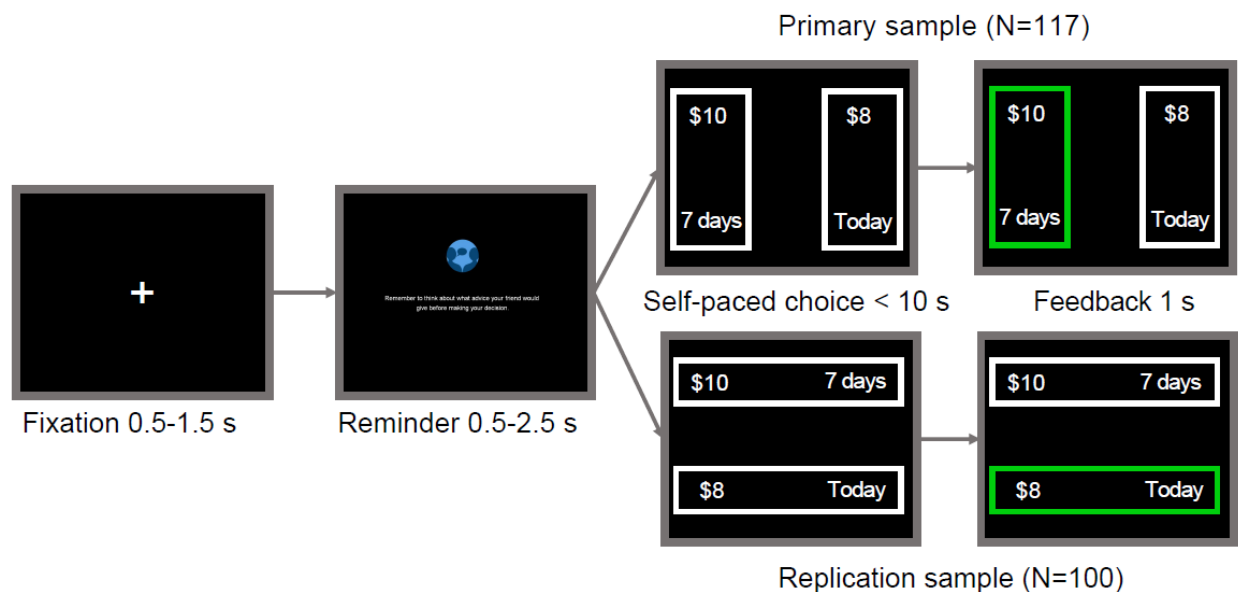 Primary sample (N=117)
$10 $8
7 days Today
$10 $8
7 days Today
+
Remember to think about what advice your friend would
give before making your decision.
Self-paced choice < 10 s
Feedback 1 s
Fixation 0.5-1.5 s
Reminder 0.5-2.5 s
$10 7 days
$8 Today
$10 7 days
$8 Today
Replication sample (N=100)